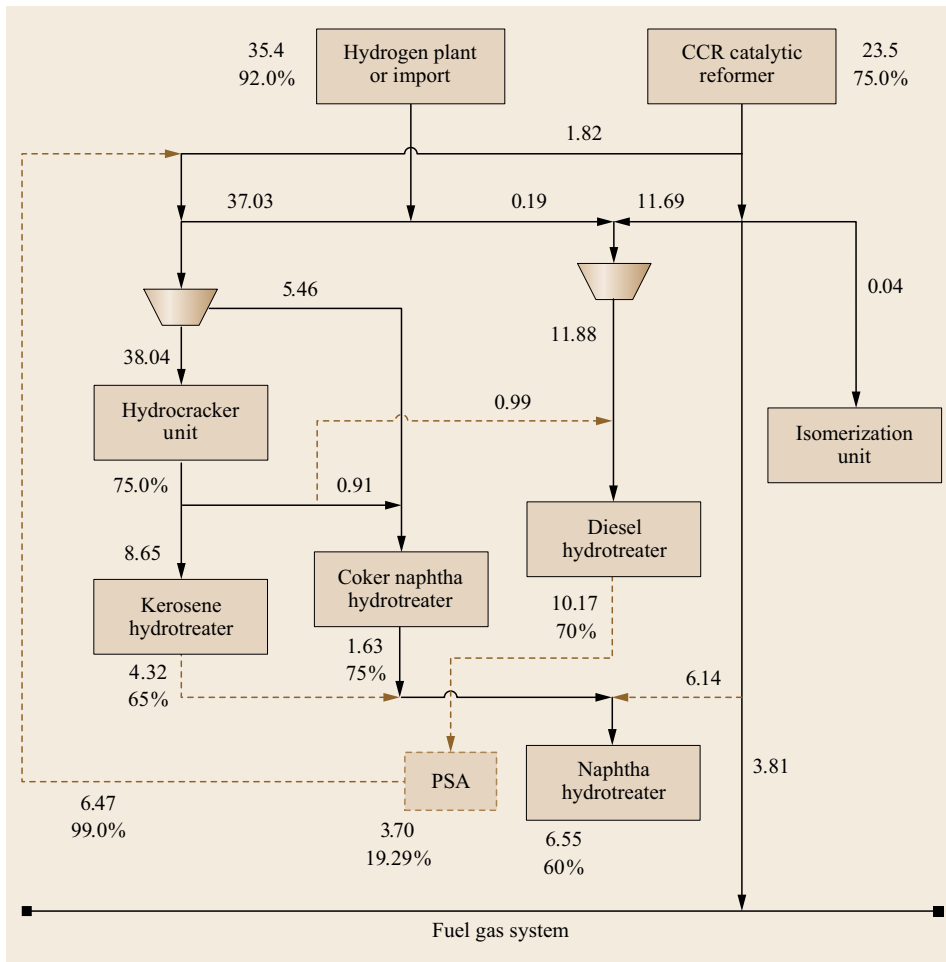 35.4
92.0%
Hydrogen plant
or import
CCR catalytic
reformer
23.5
75.0%
1.82
37.03
0.19
11.69
5.46
0.04
11.88
38.04
Hydrocracker
unit
0.99
Isomerization
unit
75.0%
0.91
Diesel
hydrotreater
8.65
Coker naphtha
hydrotreater
Kerosene
hydrotreater
10.17
70%
1.63
75%
4.32
65%
6.14
PSA
Naphtha
hydrotreater
3.81
6.47
99.0%
3.70
19.29%
6.55
60%
Fuel gas system